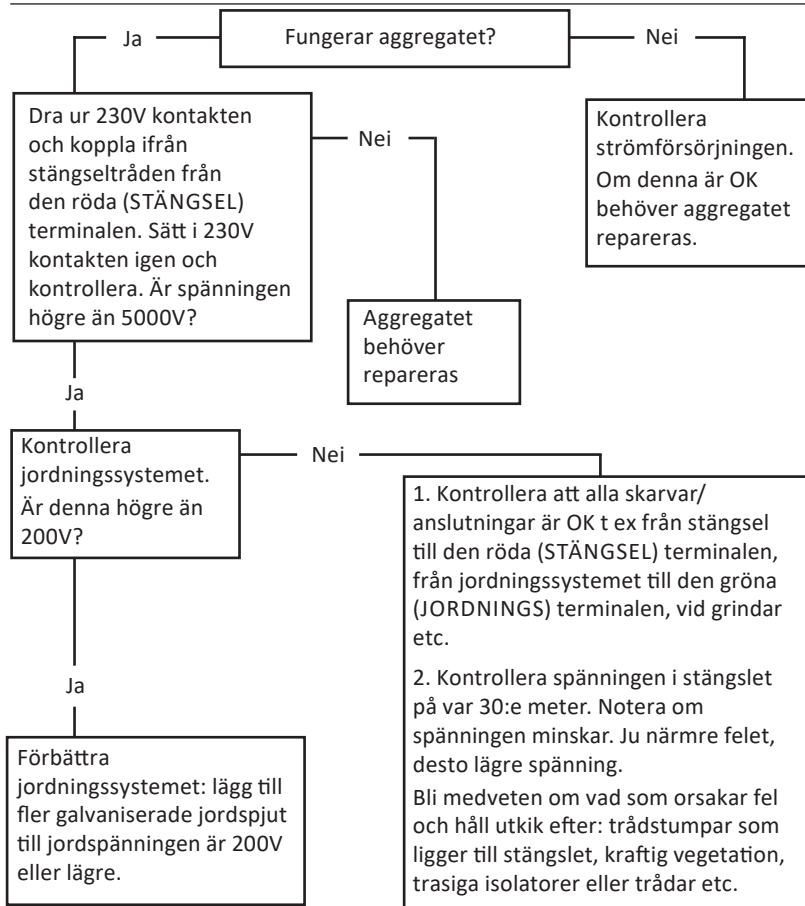 Fungerar aggregatet?
Ja
Nei
Dra ur 230V kontakten
och koppla ifrån
stängseltråden från
den röda (STÄNGSEL)
terminalen. Sätt i 230V
kontakten igen och
kontrollera. Är spänningen
högre än 5000V?
Nei
Kontrollera
strömförsörjningen.
Om denna är OK
behöver aggregatet
repareras.
Aggregatet
behöver
repareras
Ja
Kontrollera
jordningssystemet.
Är denna högre än
200V?
Nei
1. Kontrollera att alla skarvar/
anslutningar är OK t ex från stängsel
till den röda (STÄNGSEL) terminalen,
från jordningssystemet till den gröna
(JORDNINGS) terminalen, vid grindar
etc.
2. Kontrollera spänningen i stängslet
på var 30:e meter. Notera om
spänningen minskar. Ju närmre felet,
desto lägre spänning.
Bli medveten om vad som orsakar fel
och håll utkik efter: trådstumpar som
ligger till stängslet, kraftig vegetation,
trasiga isolatorer eller trådar etc.
Ja
Förbättra
jordningssystemet: lägg till
fler galvaniserade jordspjut
till jordspänningen är 200V
eller lägre.